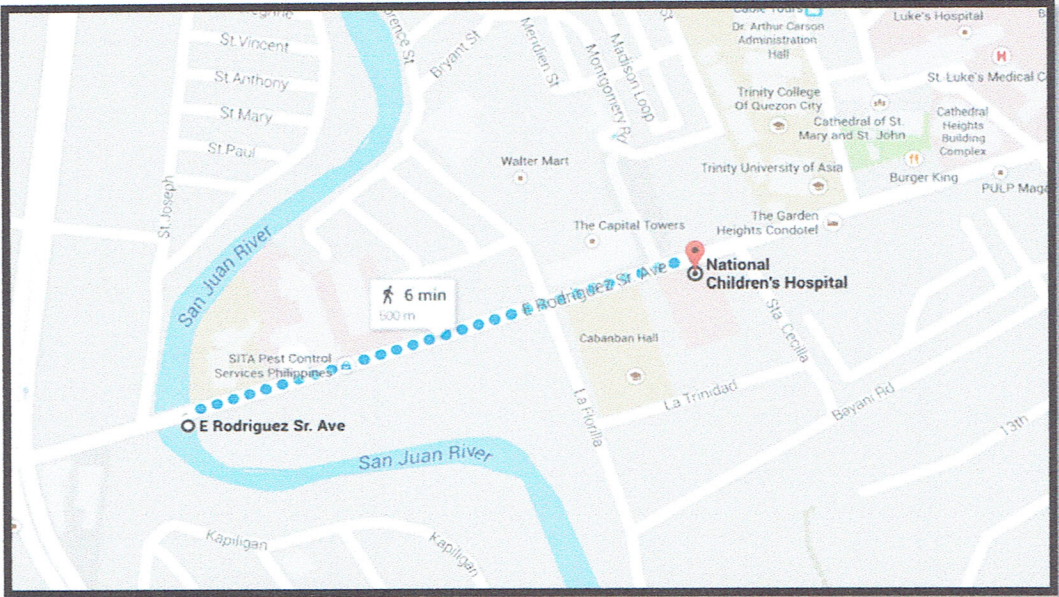 St.Vincent
St Anthony
St Mary
St Paul
St. Joseph
San Juan River
Bryant St
Meridien St
Madison Loop
Montgomery Ry
Dr. Arthur Carson
Administration
Hall
Luke's Hospital
H
St. Luke's Medical C
Trinity College
Of Quezon City
Cathedral of St.
Mary and St. John
Cathedral
Heights
Building
Complex
Walter Mart
Trinity University of Asia
Burger King
PULP Maga
The Capital Towers
The Garden
Heights Condotel
National
Children's Hospital
E Rodriguez Sr. Ave
6 min
500 m
SITA Pest Control
Services Philippines
Cabanban Hall
Sta. Cecilia
La Trinidad
Bayani Rd
13th
E Rodriguez Sr. Ave
San Juan River
Kapiligan
Kapiligan